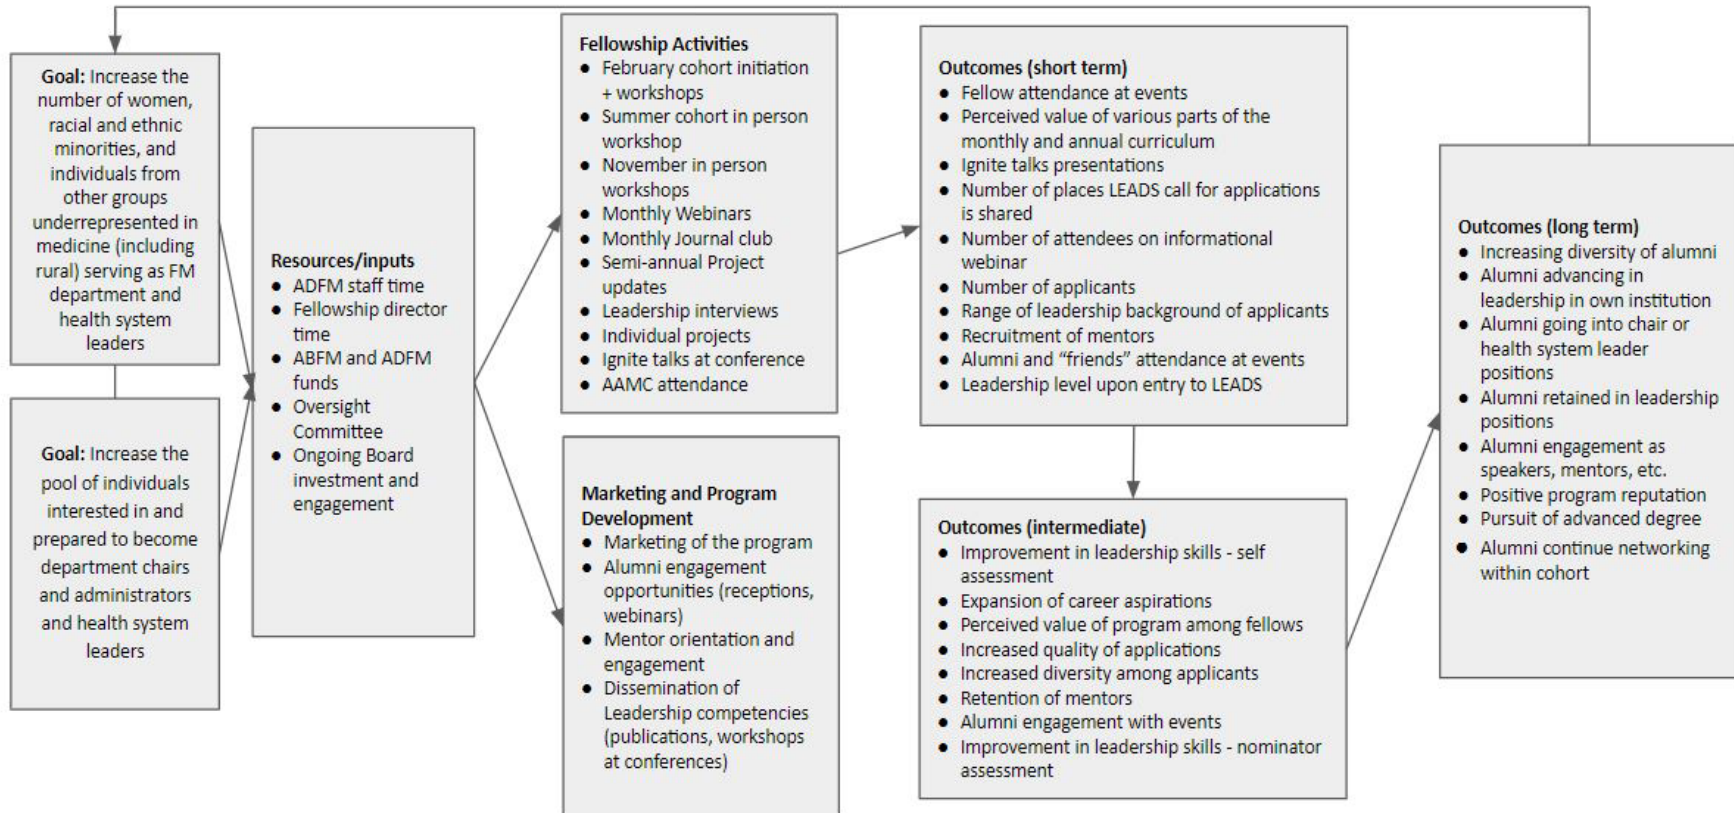 Goal: Increase the
number of women,
racial and ethnic
minorities, and
individuals from
other groups
underrepresented in
medicine (including
rural) serving as FM
department and
health system
leaders
Goal: Increase the
pool of individuals
interested in and
prepared to become
department chairs
and administrators
and health system
leaders
Resources/inputs
● ADFM staff time
● Fellowship director
time
● ABFM and ADFM
funds
● Oversight
Committee
● Ongoing Board
investment and
engagement
Fellowship Activities
● February cohort initiation
+ workshops
● Summer cohort in person
workshop
● November in person
workshops
● Monthly Webinars
● Monthly Journal club
● Semi-annual Project
updates
● Leadership interviews
● Individual projects
● Ignite talks at conference
● AAMC attendance
Marketing and Program
Development
● Marketing of the program
● Alumni engagement
opportunities (receptions,
webinars)
● Mentor orientation and
engagement
● Dissemination of
Leadership competencies
(publications, workshops
at conferences)
Outcomes (short term)
● Fellow attendance at events
● Perceived value of various parts of the
monthly and annual curriculum
● Ignite talks presentations
● Number of places LEADS call for applications
is shared
● Number of attendees on informational
webinar
● Number of applicants
● Range of leadership background of applicants
● Recruitment of mentors
● Alumni and “friends” attendance at events
● Leadership level upon entry to LEADS
Outcomes (intermediate)
● Improvement in leadership skills - self
assessment
● Expansion of career aspirations
● Perceived value of program among fellows
● Increased quality of applications
● Increased diversity among applicants
● Retention of mentors
● Alumni engagement with events
● Improvement in leadership skills - nominator
assessment
Outcomes (long term)
● Increasing diversity of alumni
● Alumni advancing in
leadership in own institution
● Alumni going into chair or
health system leader
positions
● Alumni retained in leadership
positions
● Alumni engagement as
speakers, mentors, etc.
● Positive program reputation
● Pursuit of advanced degree
● Alumni continue networking
within cohort